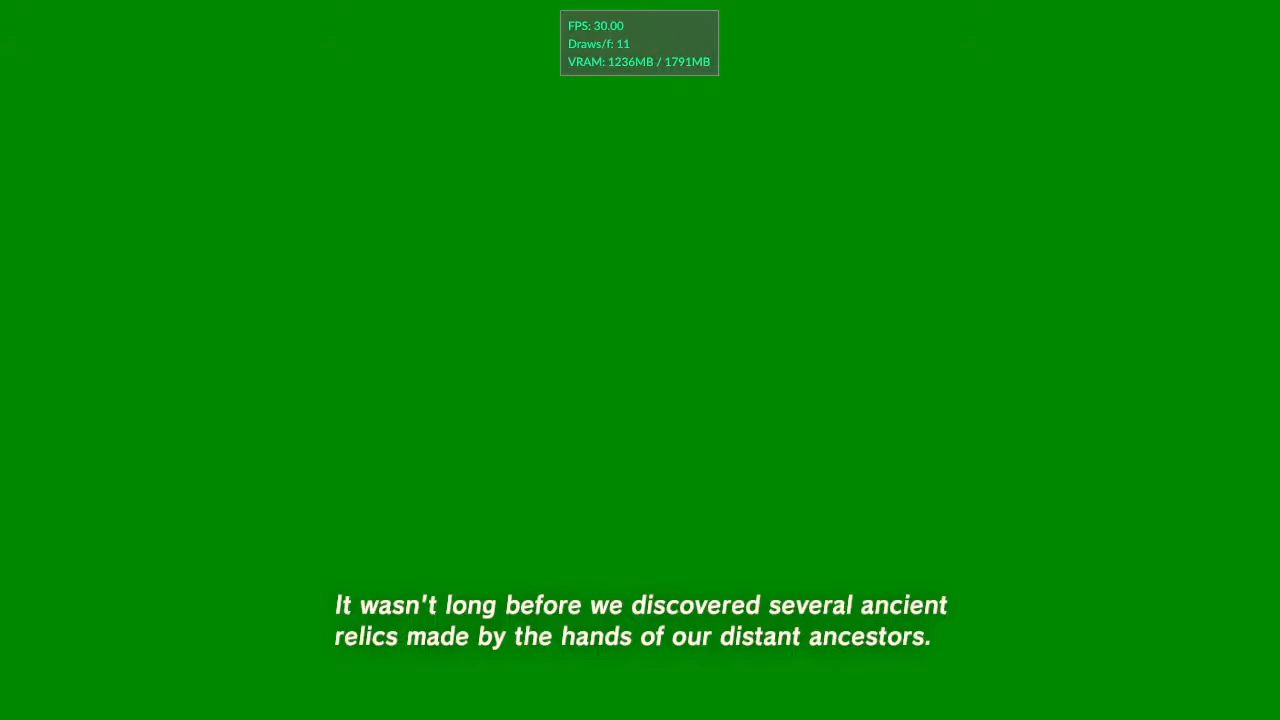 FPS: 30.00
Draws/f: 11
VRAM: 1236MB / 1791MB
It wasn't long before we discovered several ancient
relics made by the hands of our distant ancestors.